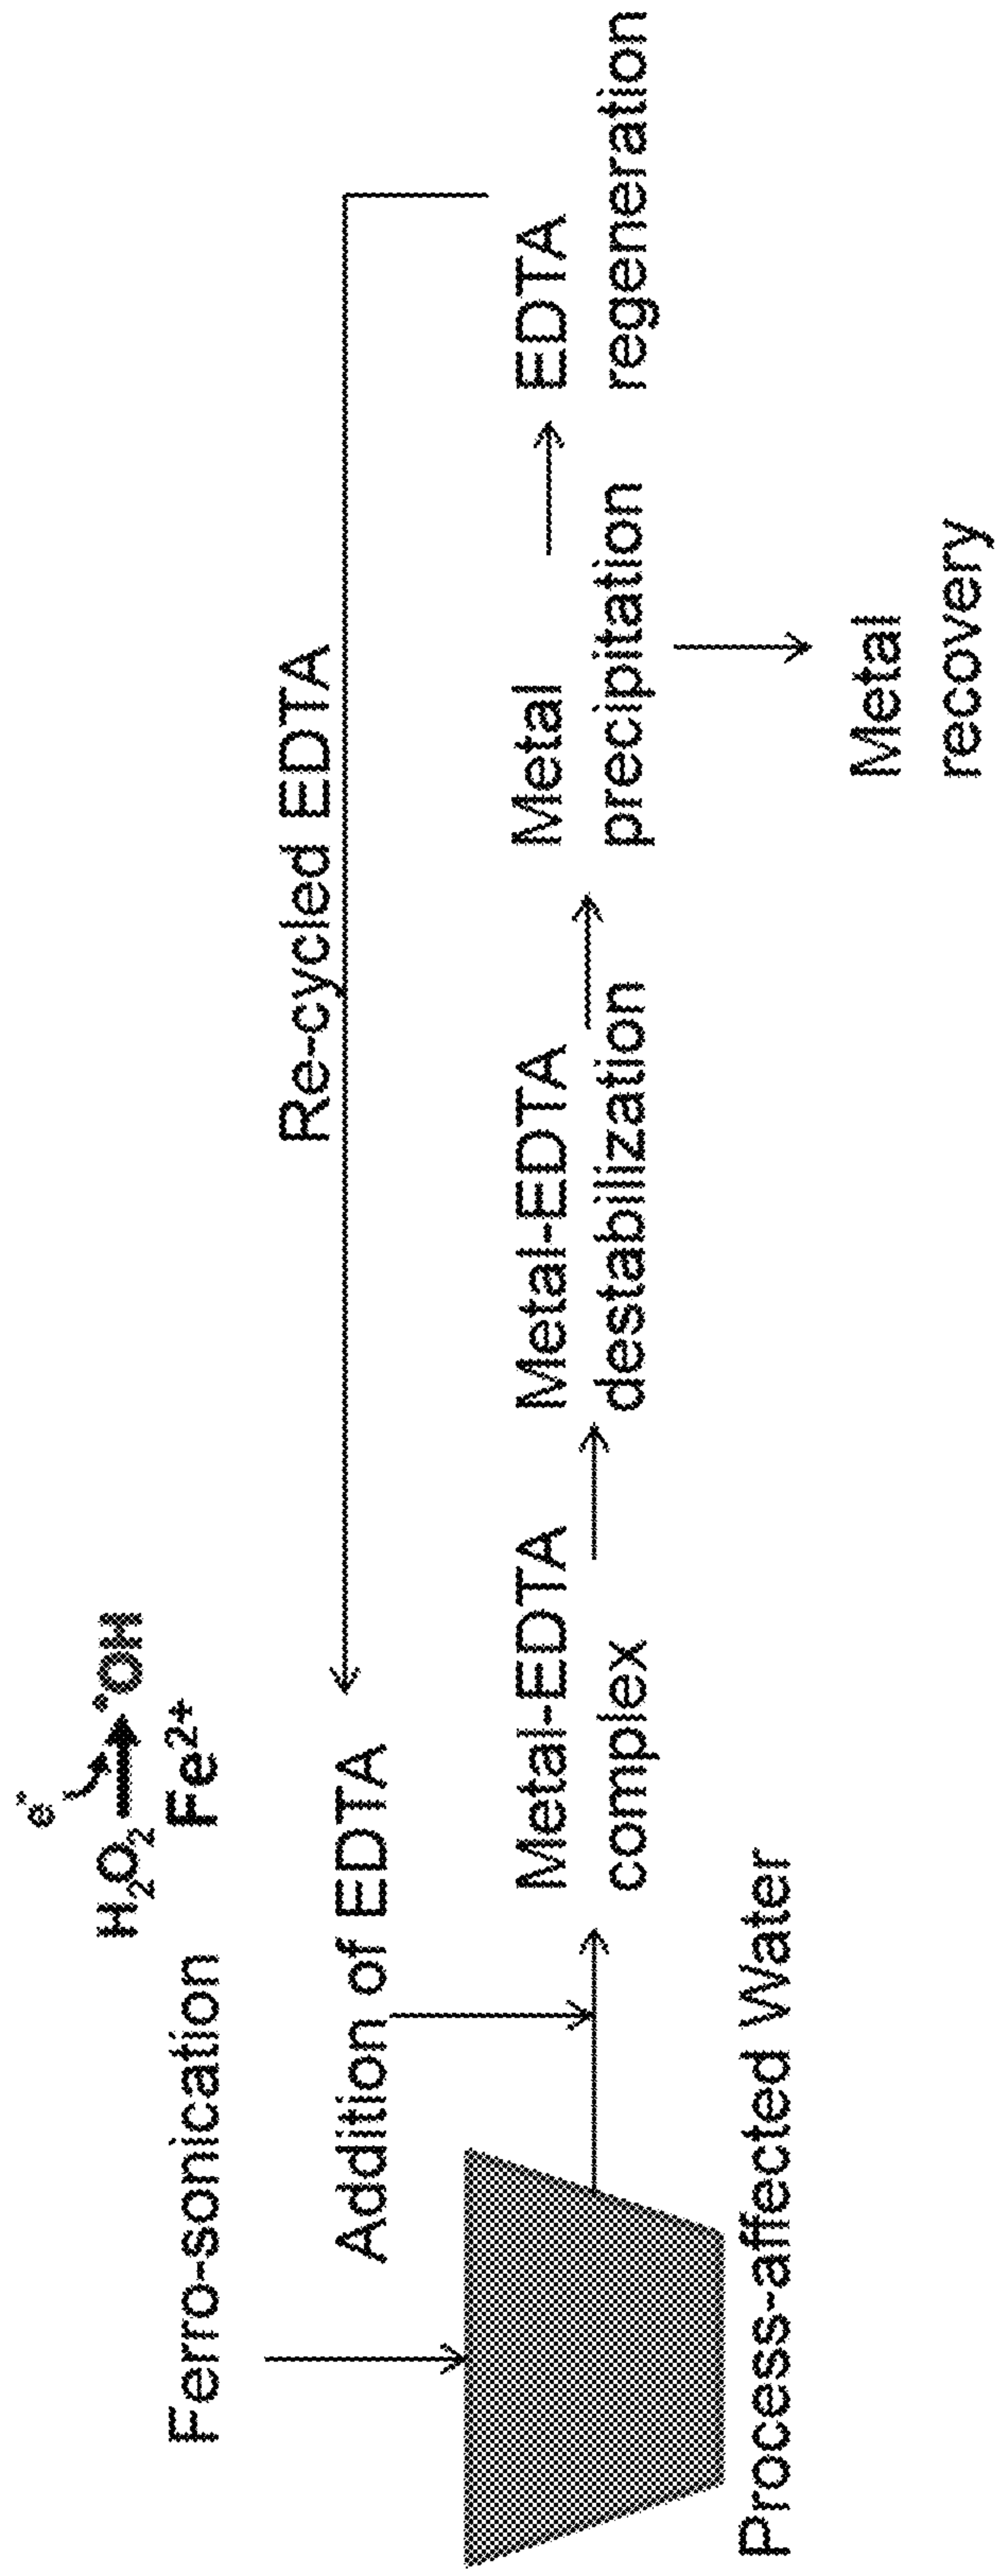 e⁻
H₂O₂ •OH
Ferro-sonication Fe²⁺
Re-cycled EDTA
Addition of EDTA
Metal-EDTA
complex
Metal-EDTA
destabilization
Metal
precipitation
EDTA
regeneration
Process-affected Water
Metal
recovery